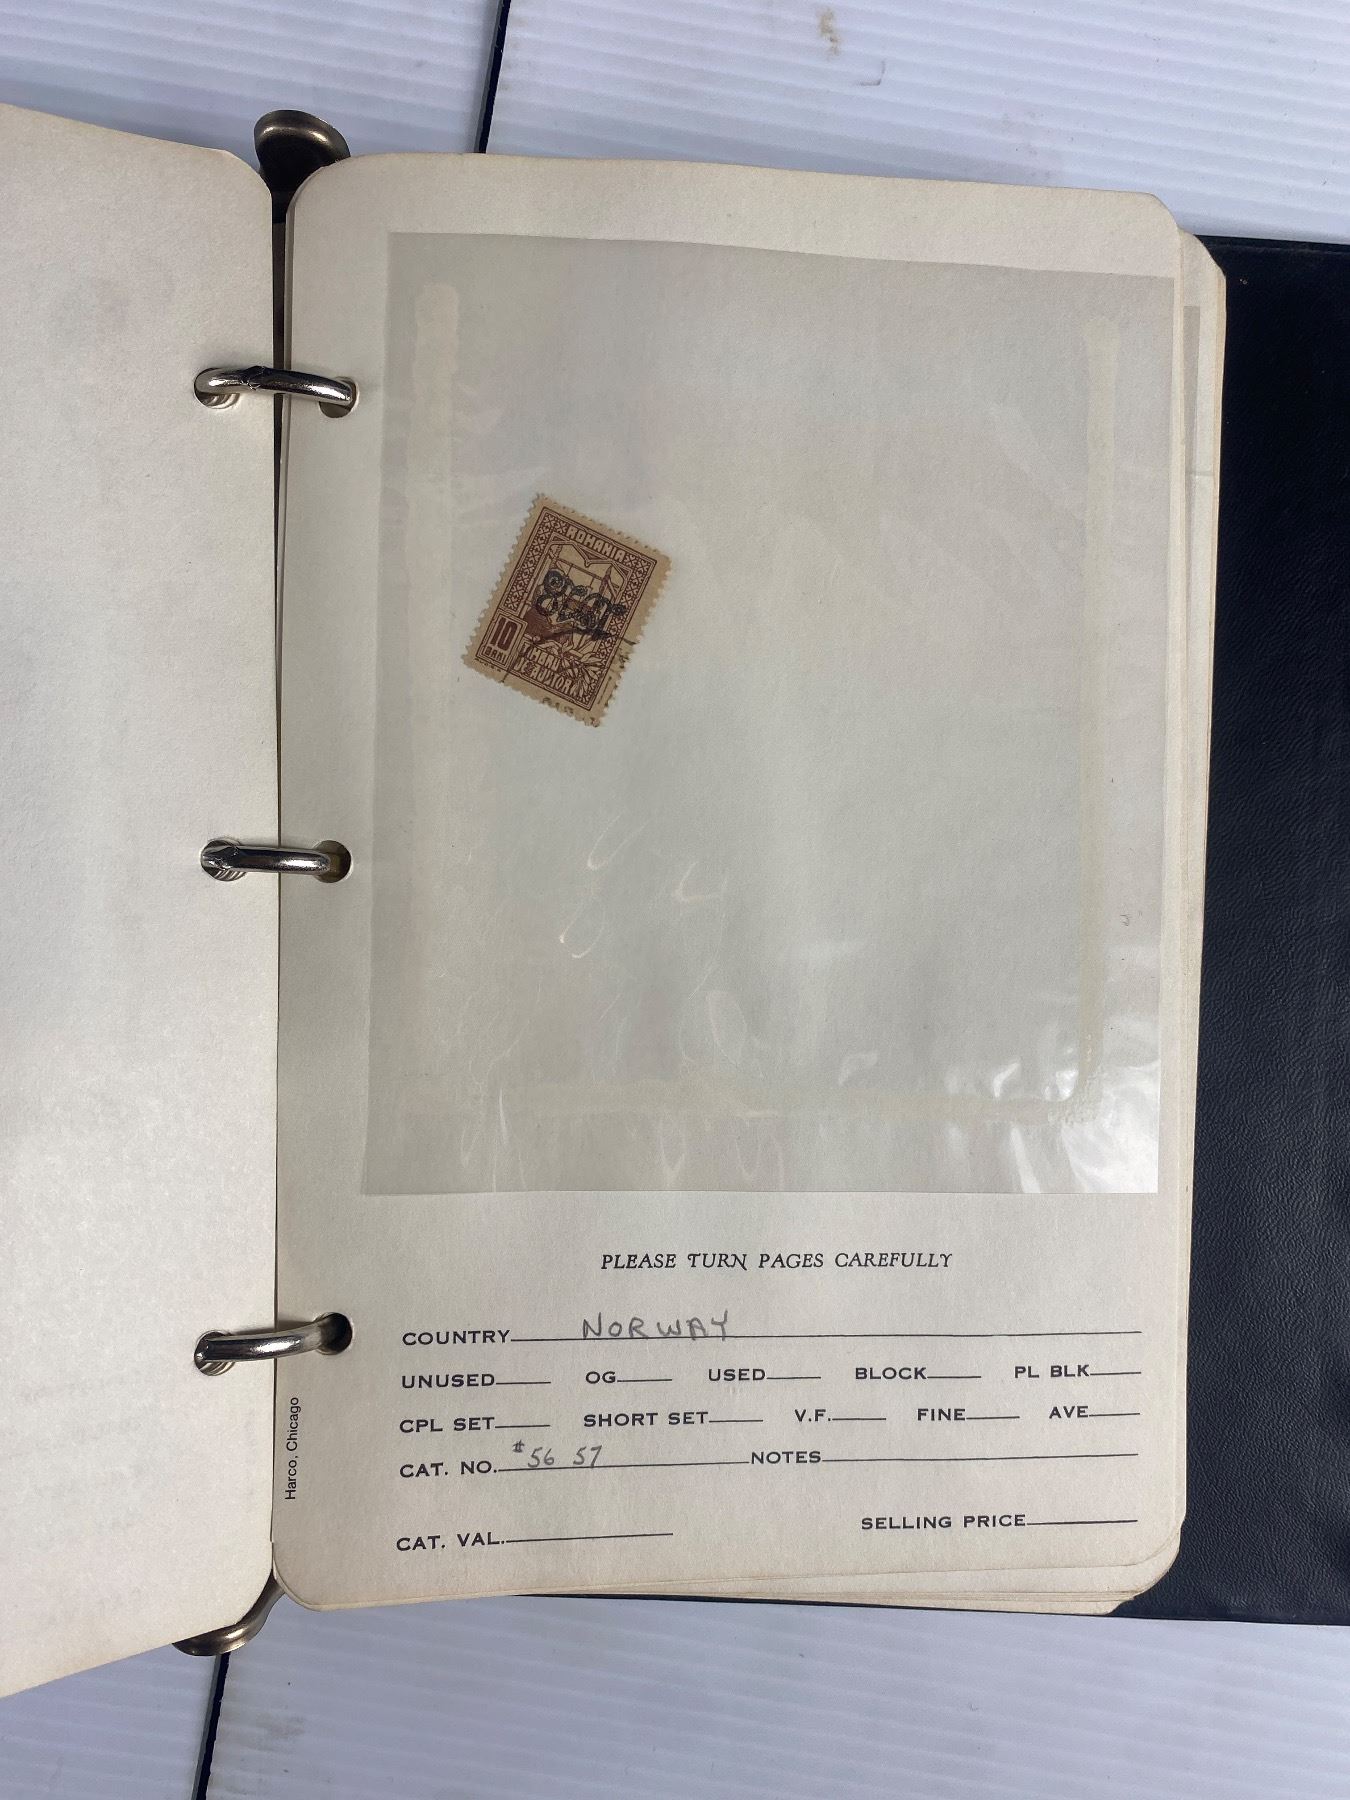 ROMANIA
10
BANI
TIMBRU
PLEASE TURN PAGES CAREFULLY
COUNTRY NORWAY
UNUSED OG USED BLOCK PL BLK
CPL SET SHORT SET V.F. FINE AVE
CAT. NO. #56 57 NOTES
SELLING PRICE
CAT. VAL.
Harco, Chicago